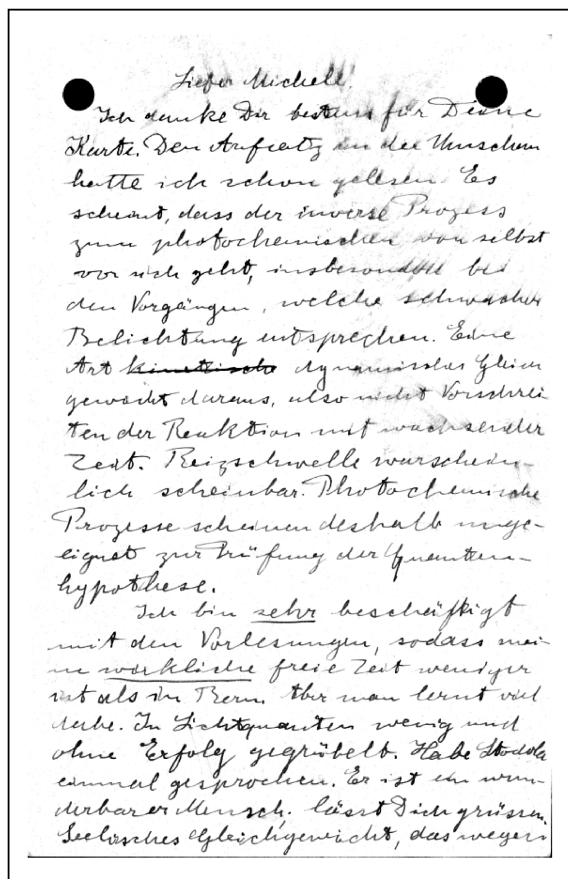 Lieber Michele!
Ich danke Dir bestens für Deine
Karte. Den Aufsatz in der Umschau
hatte ich schon gelesen. Es
scheint, dass der inverse Prozess
zum photochemischen von selbst
vor sich geht, insbesondere bei
den Vorgängen, welche schwacher
Belichtung entsprechen. Eine
Art kinetische dynamisches Gleich
gewicht daraus, also nicht Vorschrei
ten der Reaktion mit wachsender
Zeit. Reizschwelle warschein-
lich scheinbar. Photochemische
Prozesse scheinen deshalb unge-
eignet zur Prüfung der Quanten-
hypothese.
Ich bin sehr beschäftigt
mit den Vorlesungen, sodass mei-
ne wirkliche freie Zeit weniger
ist als in Bern. Aber man lernt viel
dabei. In Lichtquanten wenig und
ohne Erfolg gegrübelt. Habe Stodola
einmal gesprochen. Er ist ein wun-
derbarer Mensch, lässt Dich grüssen.
Seelisches Gleichgewicht, das wegen